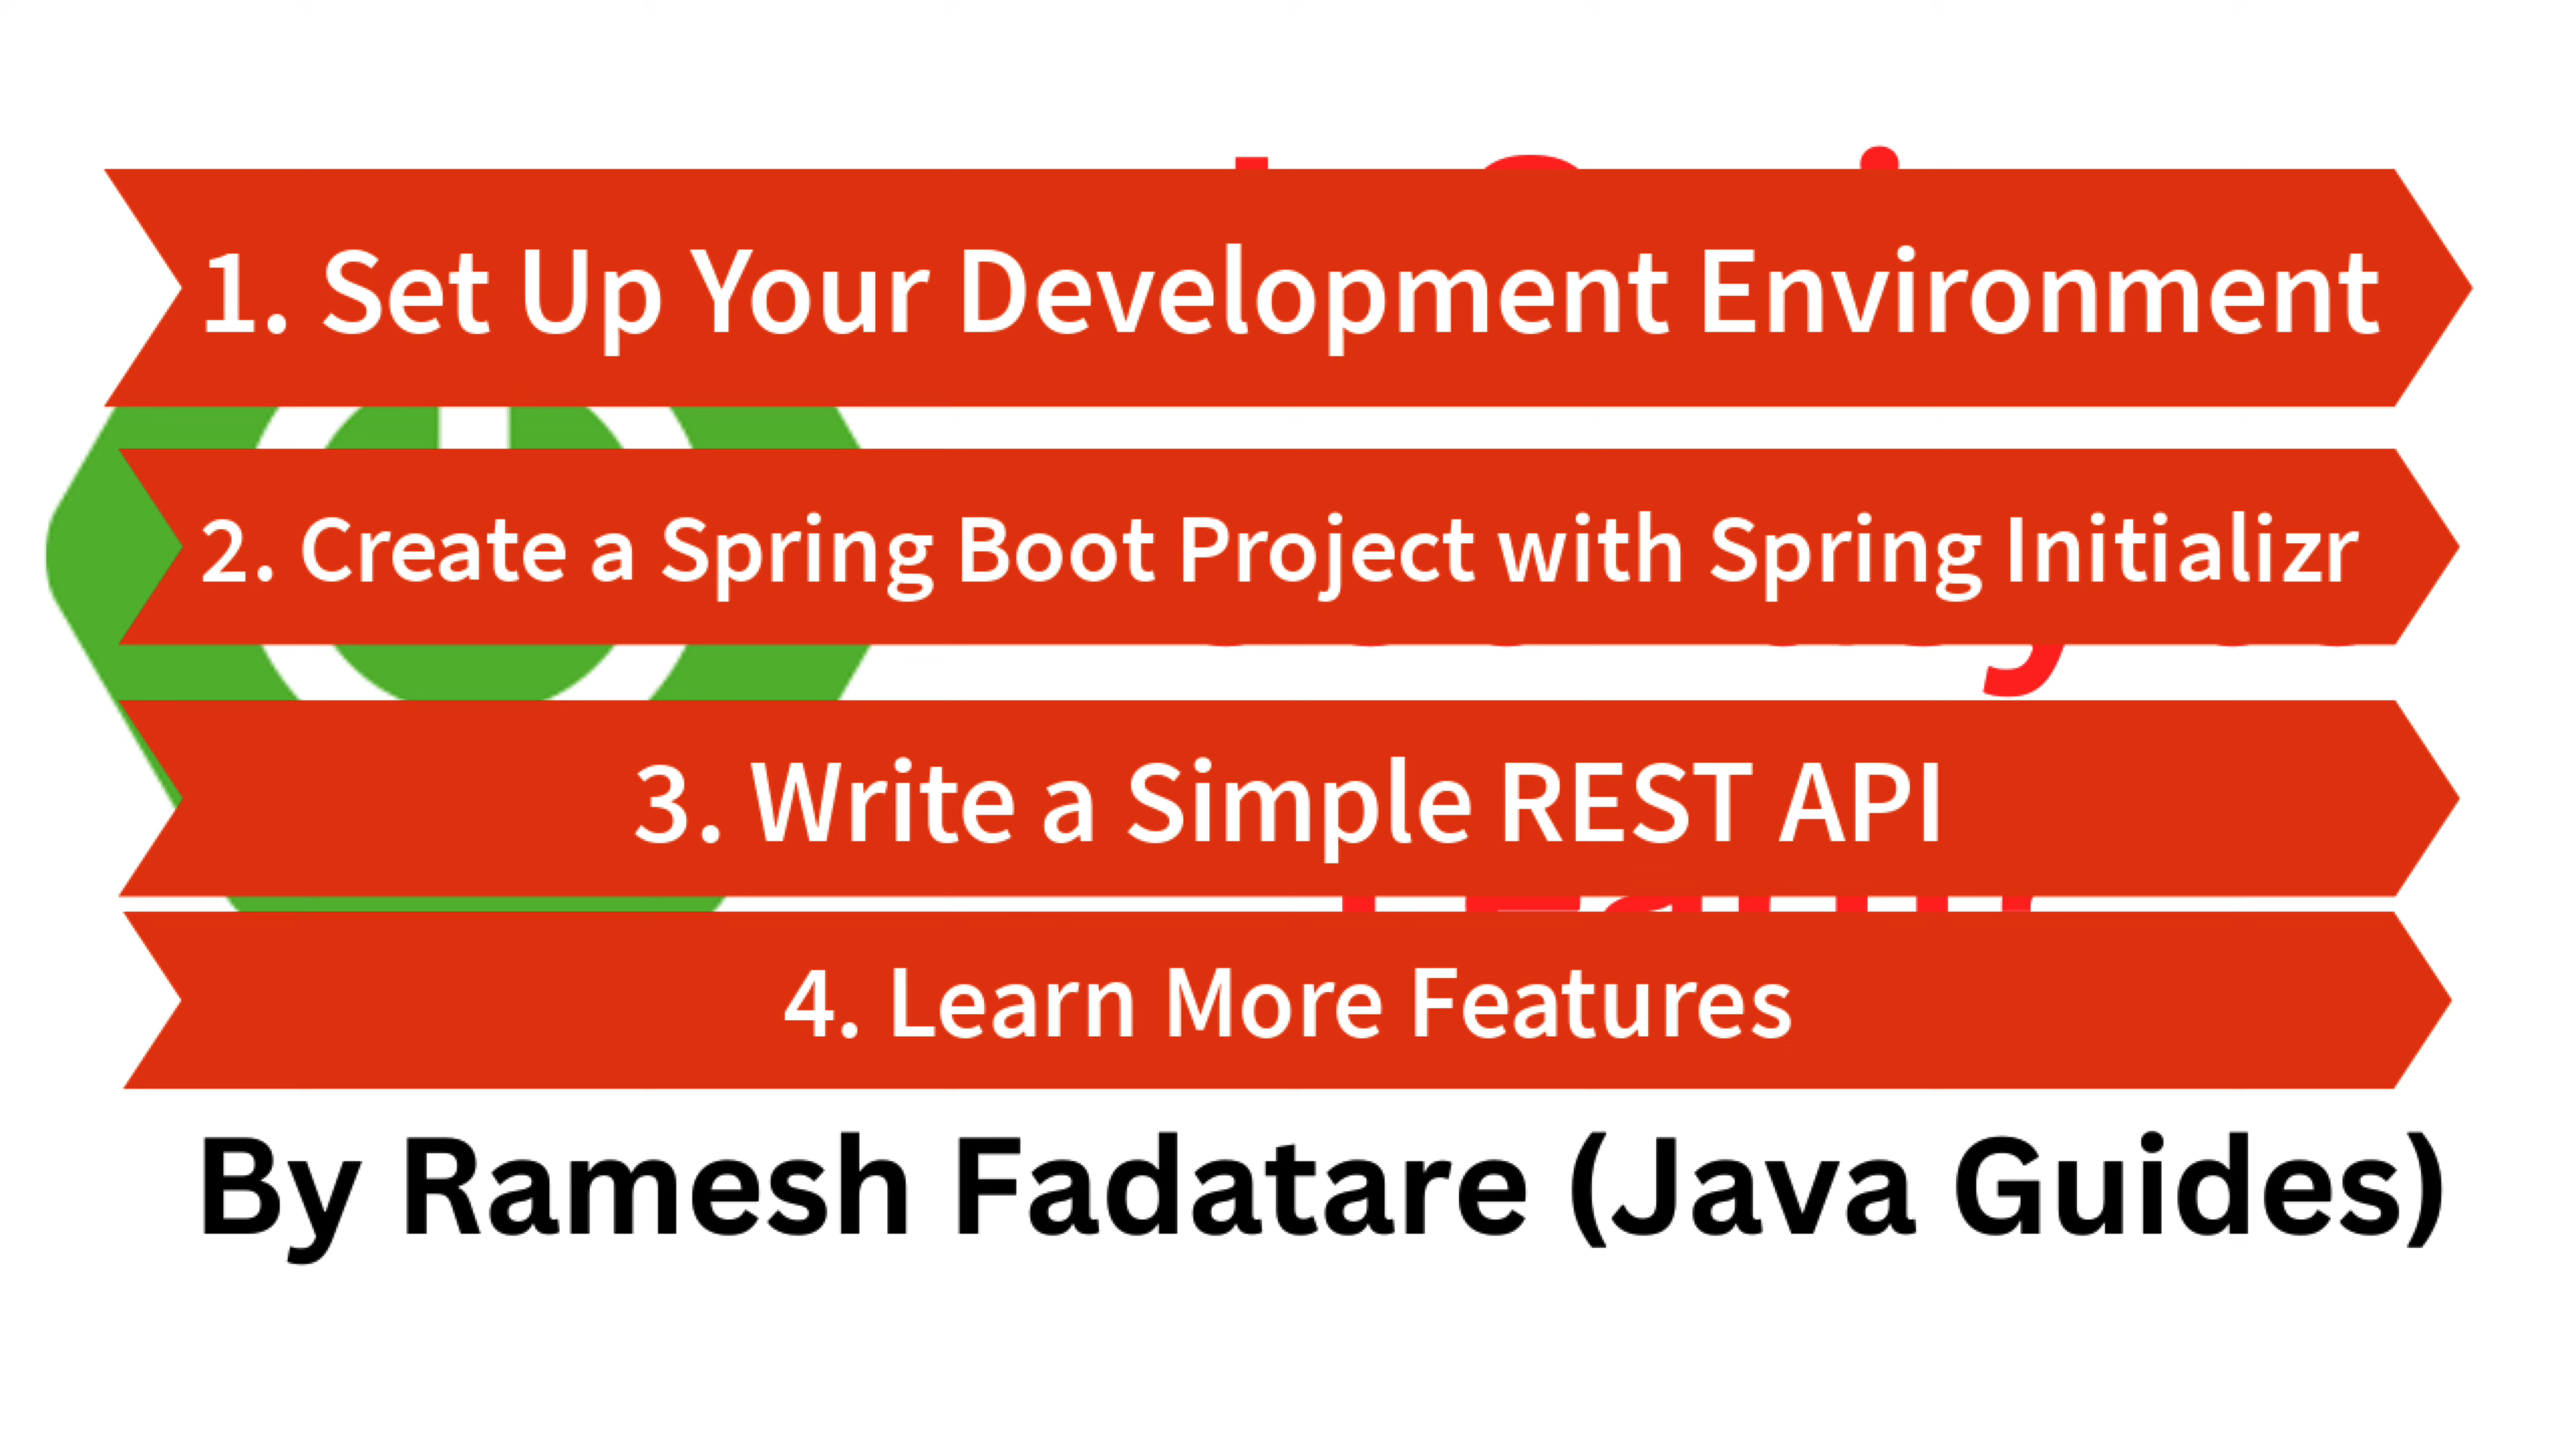 1. Set Up Your Development Environment
2. Create a Spring Boot Project with Spring Initializr
3. Write a Simple REST API
4. Learn More Features
By Ramesh Fadatare (Java Guides)